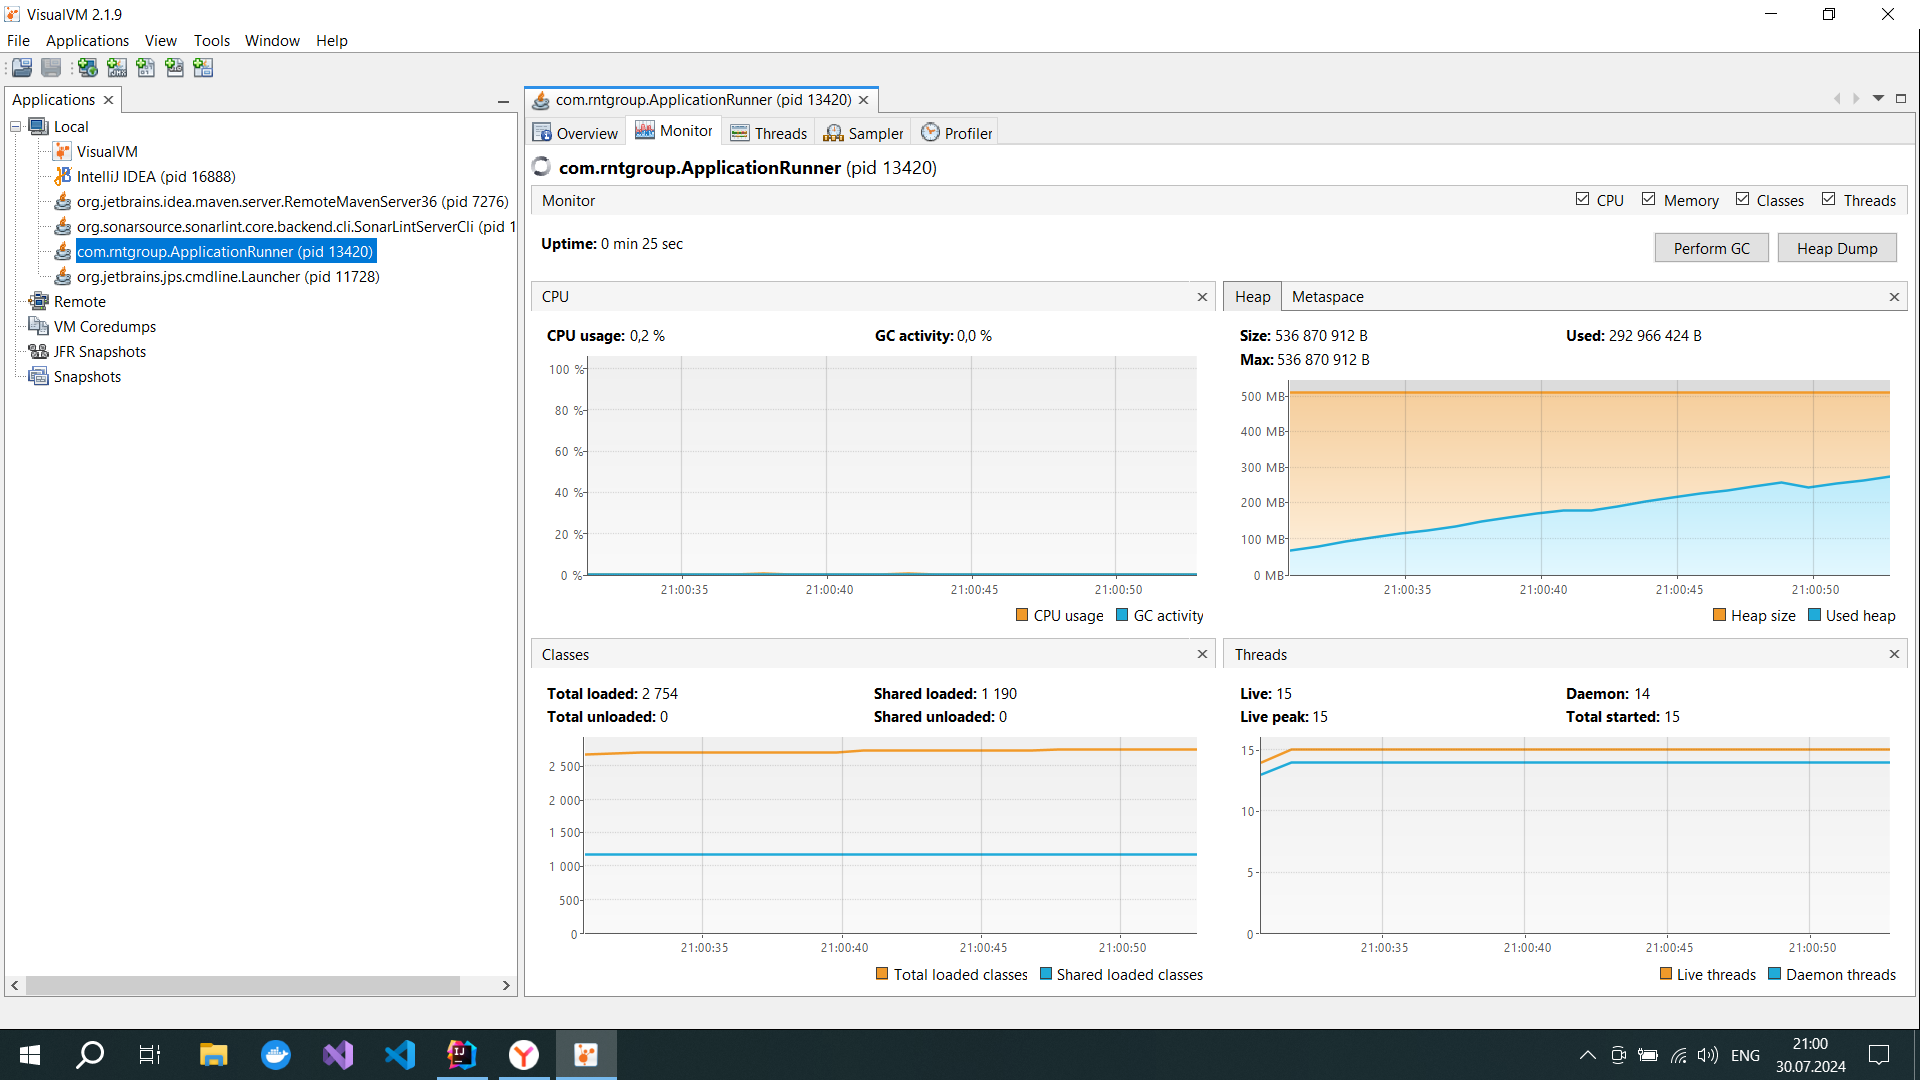 VisualVM 2.1.9
File Applications View Tools Window Help
Applications
Local
VisualVM
IntelliJ IDEA (pid 16888)
org.jetbrains.idea.maven.server.RemoteMavenServer36 (pid 7276)
org.sonarsource.sonarlint.core.backend.cli.SonarLintServerCli (pid 1
com.rntgroup.ApplicationRunner (pid 13420)
org.jetbrains.jps.cmdline.Launcher (pid 11728)
Remote
VM Coredumps
JFR Snapshots
Snapshots
com.rntgroup.ApplicationRunner (pid 13420)
Overview Monitor Threads Sampler Profiler
com.rntgroup.ApplicationRunner (pid 13420)
Monitor CPU Memory Classes Threads
Uptime: 0 min 25 sec
Perform GC Heap Dump
CPU
CPU usage: 0,2 % GC activity: 0,0 %
100 %
80 %
60 %
40 %
20 %
0 %
21:00:35 21:00:40 21:00:45 21:00:50
CPU usage GC activity
Heap Metaspace
Size: 536 870 912 B Used: 292 966 424 B
Max: 536 870 912 B
500 MB
400 MB
300 MB
200 MB
100 MB
0 MB
21:00:35 21:00:40 21:00:45 21:00:50
Heap size Used heap
Classes
Total loaded: 2 754 Shared loaded: 1 190
Total unloaded: 0 Shared unloaded: 0
2 500
2 000
1 500
1 000
500
0
21:00:35 21:00:40 21:00:45 21:00:50
Total loaded classes Shared loaded classes
Threads
Live: 15 Daemon: 14
Live peak: 15 Total started: 15
15
10
5
0
21:00:35 21:00:40 21:00:45 21:00:50
Live threads Daemon threads
ENG
21:00
30.07.2024